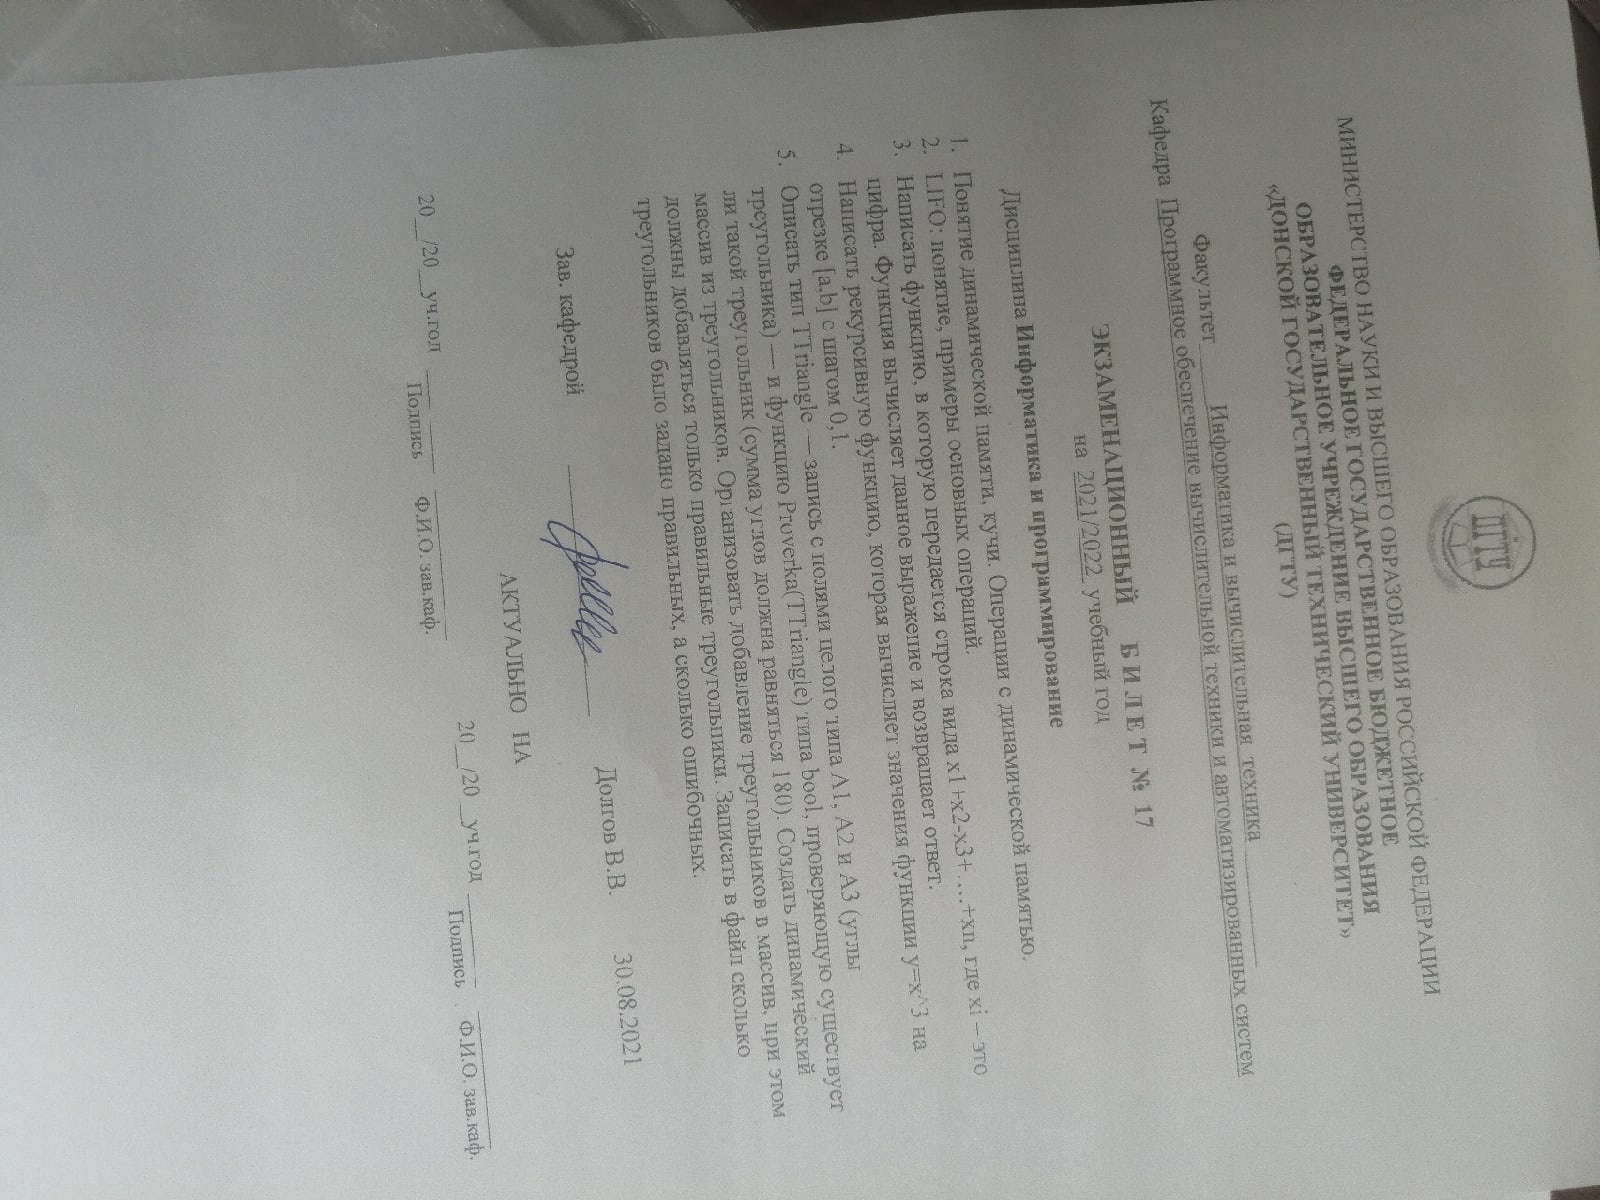 ДГТУ
МИНИСТЕРСТВО НАУКИ И ВЫСШЕГО ОБРАЗОВАНИЯ РОССИЙСКОЙ ФЕДЕРАЦИИ
ФЕДЕРАЛЬНОЕ ГОСУДАРСТВЕННОЕ БЮДЖЕТНОЕ
ОБРАЗОВАТЕЛЬНОЕ УЧРЕЖДЕНИЕ ВЫСШЕГО ОБРАЗОВАНИЯ
«ДОНСКОЙ ГОСУДАРСТВЕННЫЙ ТЕХНИЧЕСКИЙ УНИВЕРСИТЕТ»
(ДГТУ)
Факультет_____Информатика и вычислительная техника__________
Кафедра Программное обеспечение вычислительной техники и автоматизированных систем
ЭКЗАМЕНАЦИОННЫЙ БИЛЕТ № 17
на 2021/2022 учебный год
Дисциплина Информатика и программирование
1. Понятие динамической памяти, кучи. Операции с динамической памятью.
2. LIFO: понятие, примеры основных операций.
3. Написать функцию, в которую передается строка вида x1+x2-x3+….+xn, где xi – это
цифра. Функция вычисляет данное выражение и возвращает ответ.
4. Написать рекурсивную функцию, которая вычисляет значения функции y=x^3 на
отрезке [a,b] с шагом 0,1.
5. Описать тип TTriangle — запись с полями целого типа A1, A2 и A3 (углы
треугольника) — и функцию Proverka(TTriangle) типа bool, проверяющую существует
ли такой треугольник (сумма углов должна равняться 180). Создать динамический
массив из треугольников. Организовать добавление треугольников в массив, при этом
должны добавляться только правильные треугольники. Записать в файл сколько
треугольников было задано правильных, а сколько ошибочных.
Зав. кафедрой ____________________ Долгов В.В. 30.08.2021
АКТУАЛЬНО НА
20__/20__уч.год ________ ____________ 20__/20 __уч.год ________ ___________
Подпись Ф.И.О. зав.каф. Подпись Ф.И.О. зав.каф.